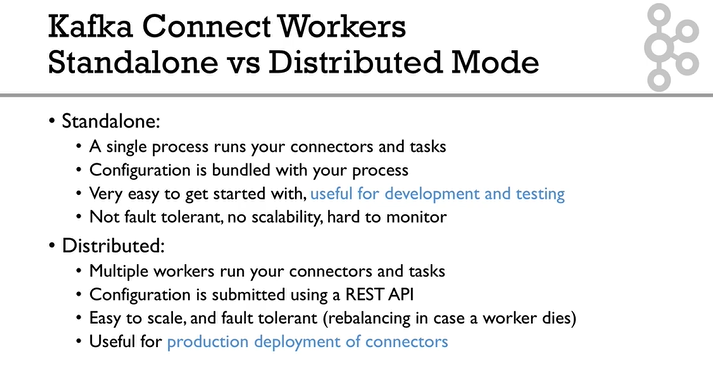 Kafka Connect Workers
Standalone vs Distributed Mode
• Standalone:
• A single process runs your connectors and tasks
• Configuration is bundled with your process
• Very easy to get started with, useful for development and testing
• Not fault tolerant, no scalability, hard to monitor
• Distributed:
• Multiple workers run your connectors and tasks
• Configuration is submitted using a REST API
• Easy to scale, and fault tolerant (rebalancing in case a worker dies)
• Useful for production deployment of connectors